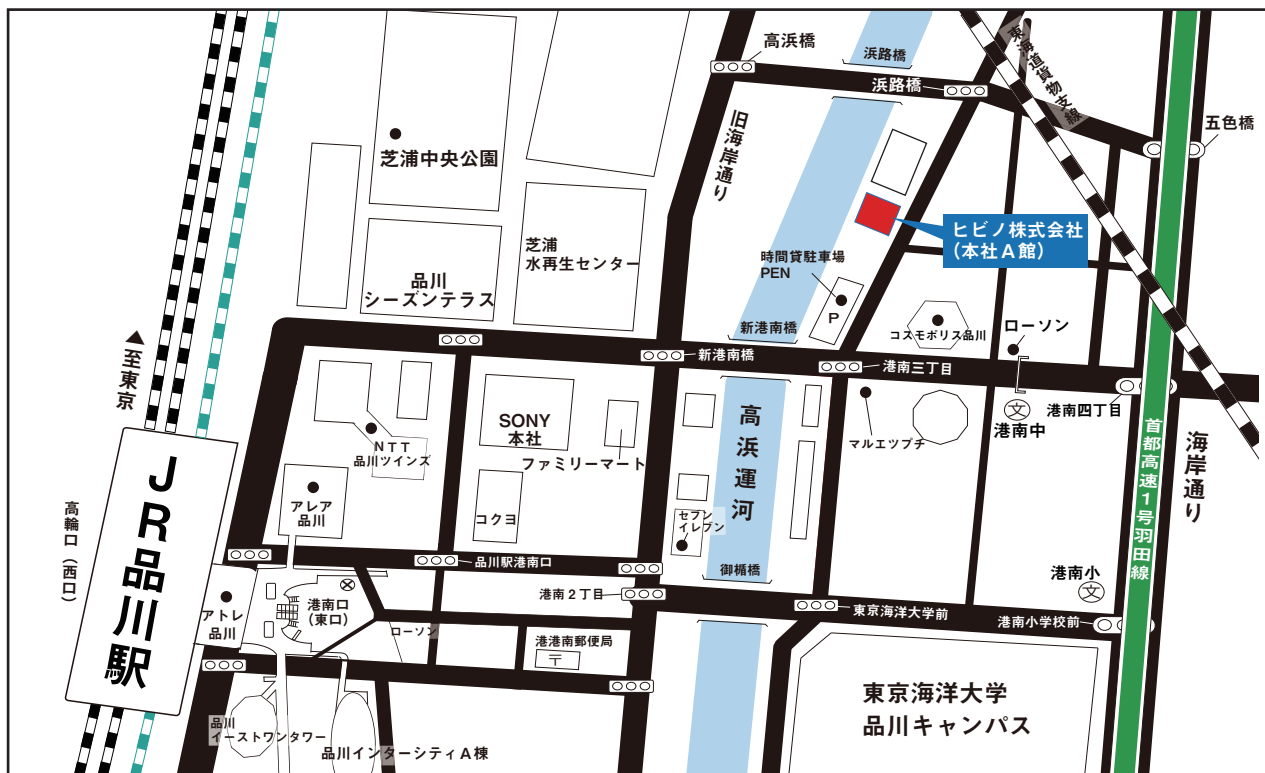 高浜橋
浜路橋
浜路橋
東海道貨物支線
五色橋
旧海岸通り
芝浦中央公園
芝浦
水再生センター
品川
シーズンテラス
ヒビノ株式会社
(本社A館)
時間貸駐車場
PEN
P
新港南橋
コスモポリス品川
ローソン
▲至東京
新港南橋
港南三丁目
港南四丁目
文
港南中
マルエツプチ
SONY
本社
ファミリーマート
NTT
品川ツインズ
高浜運河
首都高速1号羽田線
海岸通り
JR品川駅
高輪口(西口)
アレア
品川
コクヨ
セブン
イレブン
品川駅港南口
御楯橋
港南小
文
港南2丁目
東京海洋大学前
港南小学校前
アトレ
品川
港南口
(東口)
ローソン
港港南郵便局
〒
東京海洋大学
品川キャンパス
品川
イーストワンタワー
品川インターシティA棟